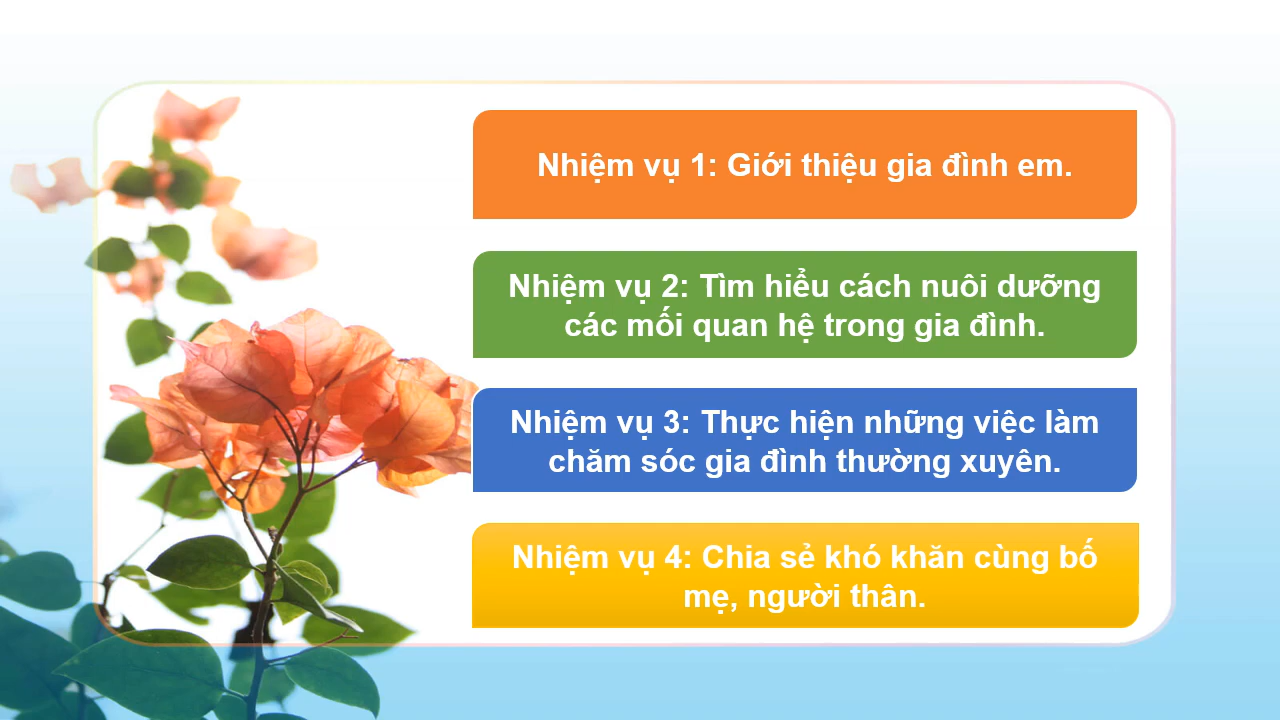 Nhiệm vụ 1: Giới thiệu gia đình em.
Nhiệm vụ 2: Tìm hiểu cách nuôi dưỡng
các mối quan hệ trong gia đình.
Nhiệm vụ 3: Thực hiện những việc làm
chăm sóc gia đình thường xuyên.
Nhiệm vụ 4: Chia sẻ khó khăn cùng bố
mẹ, người thân.